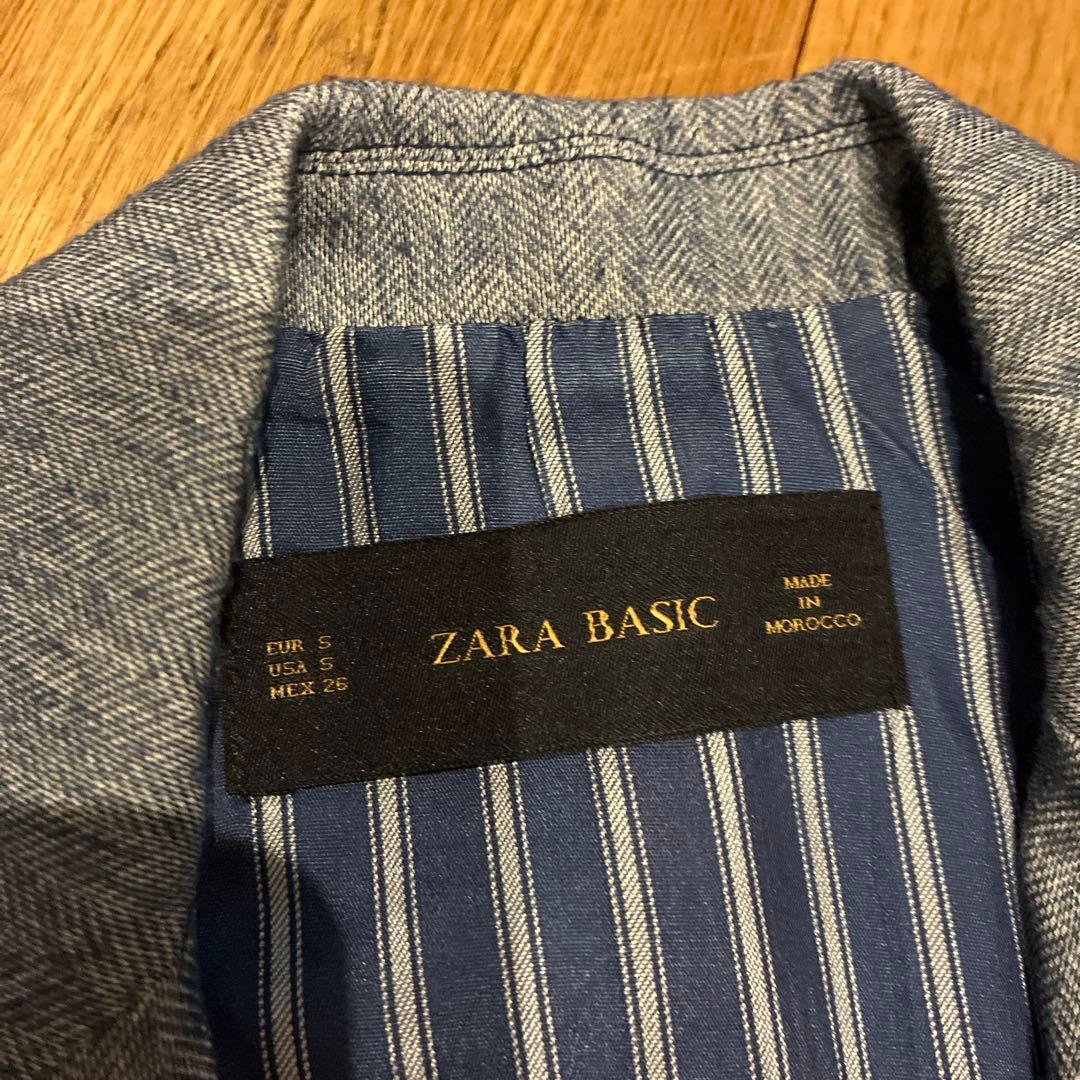 EUR S
USA S
MEX 26
ZARA BASIC
MADE
IN
MOROCCO